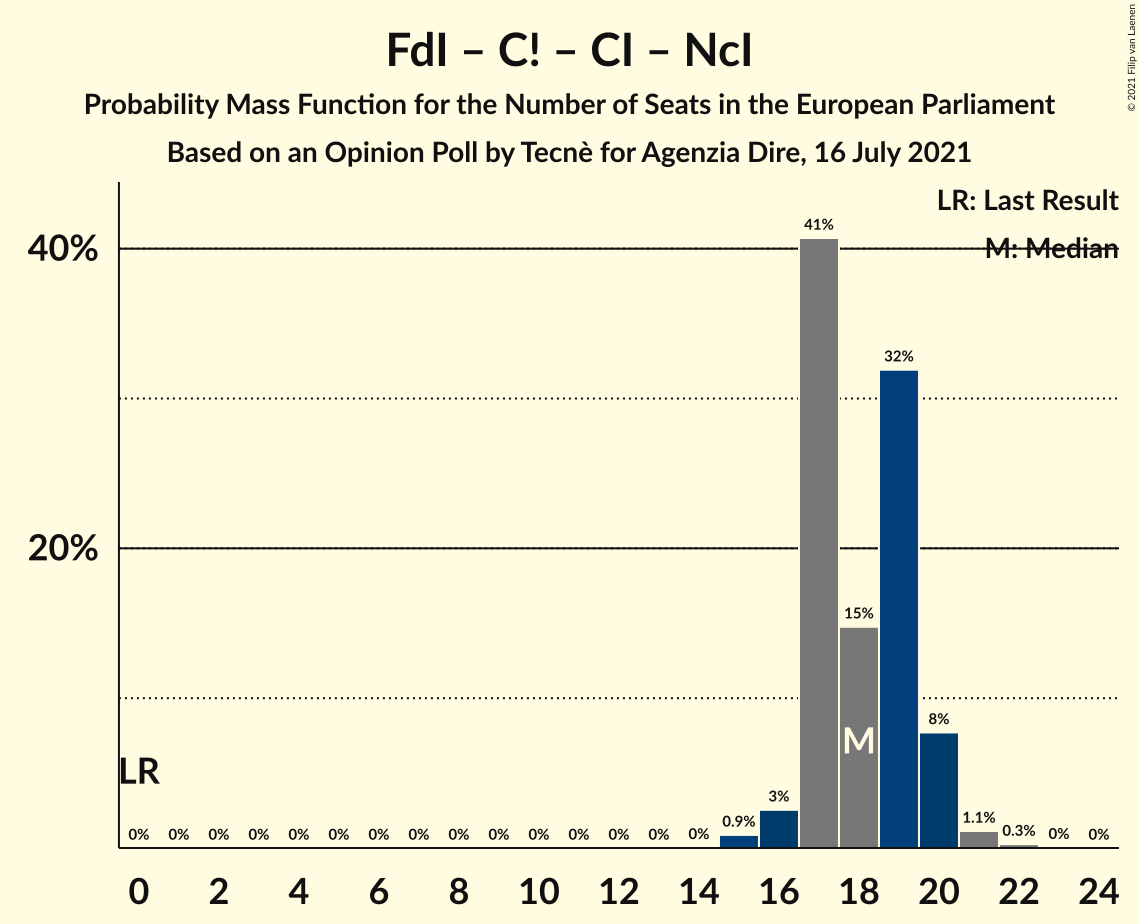 FdI – C! – CI – NcI
Probability Mass Function for the Number of Seats in the European Parliament
Based on an Opinion Poll by Tecnè for Agenzia Dire, 16 July 2021
© 2021 Filip van Laenen
LR: Last Result
M: Median
40%
20%
41%
32%
15%
8%
3%
0.9%
1.1%
0.3%
M
LR
0% 0% 0% 0% 0% 0% 0% 0% 0% 0% 0% 0% 0% 0% 0% 0% 0%
0 2 4 6 8 10 12 14 16 18 20 22 24